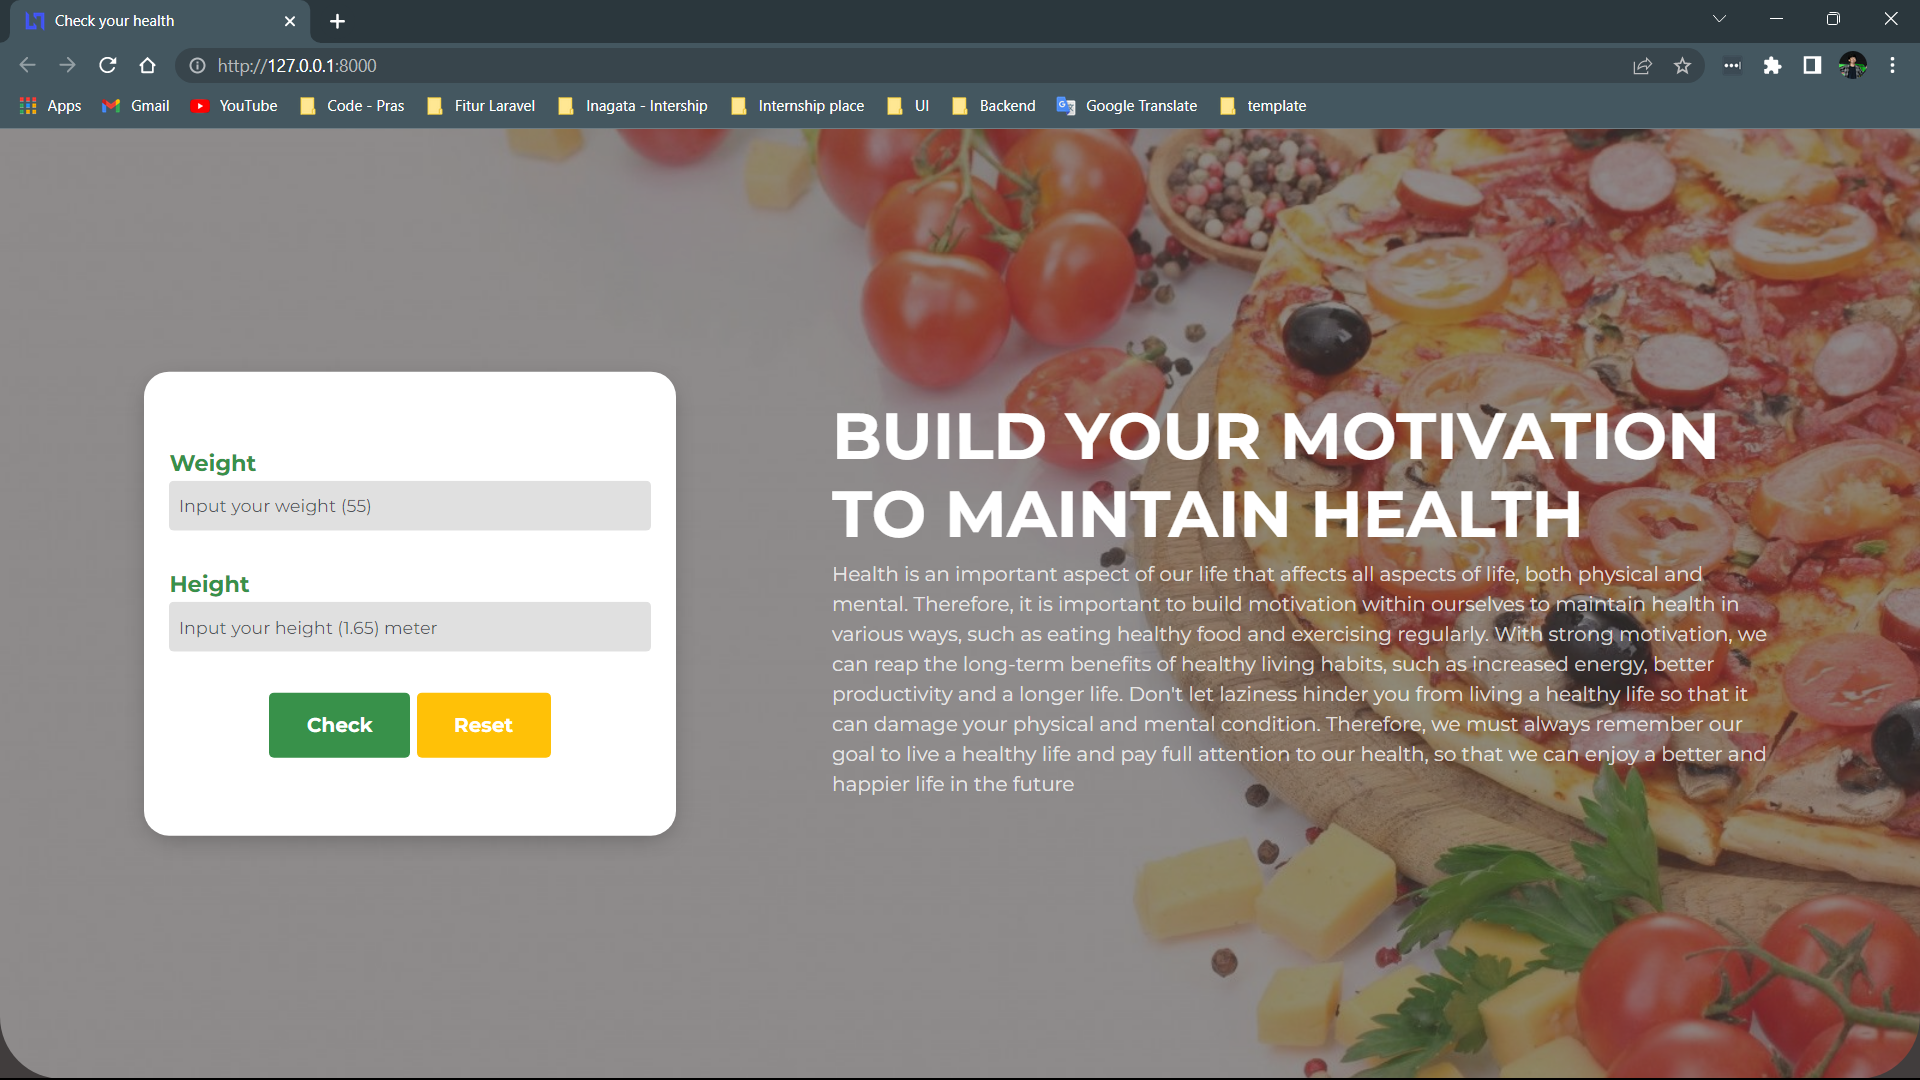 Check your health
http://127.0.0.1:8000
Apps Gmail YouTube Code - Pras Fitur Laravel Inagata - Intership Internship place UI Backend Google Translate template
Weight
Input your weight (55)
Height
Input your height (1.65) meter
Check Reset
BUILD YOUR MOTIVATION
TO MAINTAIN HEALTH
Health is an important aspect of our life that affects all aspects of life, both physical and
mental. Therefore, it is important to build motivation within ourselves to maintain health in
various ways, such as eating healthy food and exercising regularly. With strong motivation, we
can reap the long-term benefits of healthy living habits, such as increased energy, better
productivity and a longer life. Don't let laziness hinder you from living a healthy life so that it
can damage your physical and mental condition. Therefore, we must always remember our
goal to live a healthy life and pay full attention to our health, so that we can enjoy a better and
happier life in the future